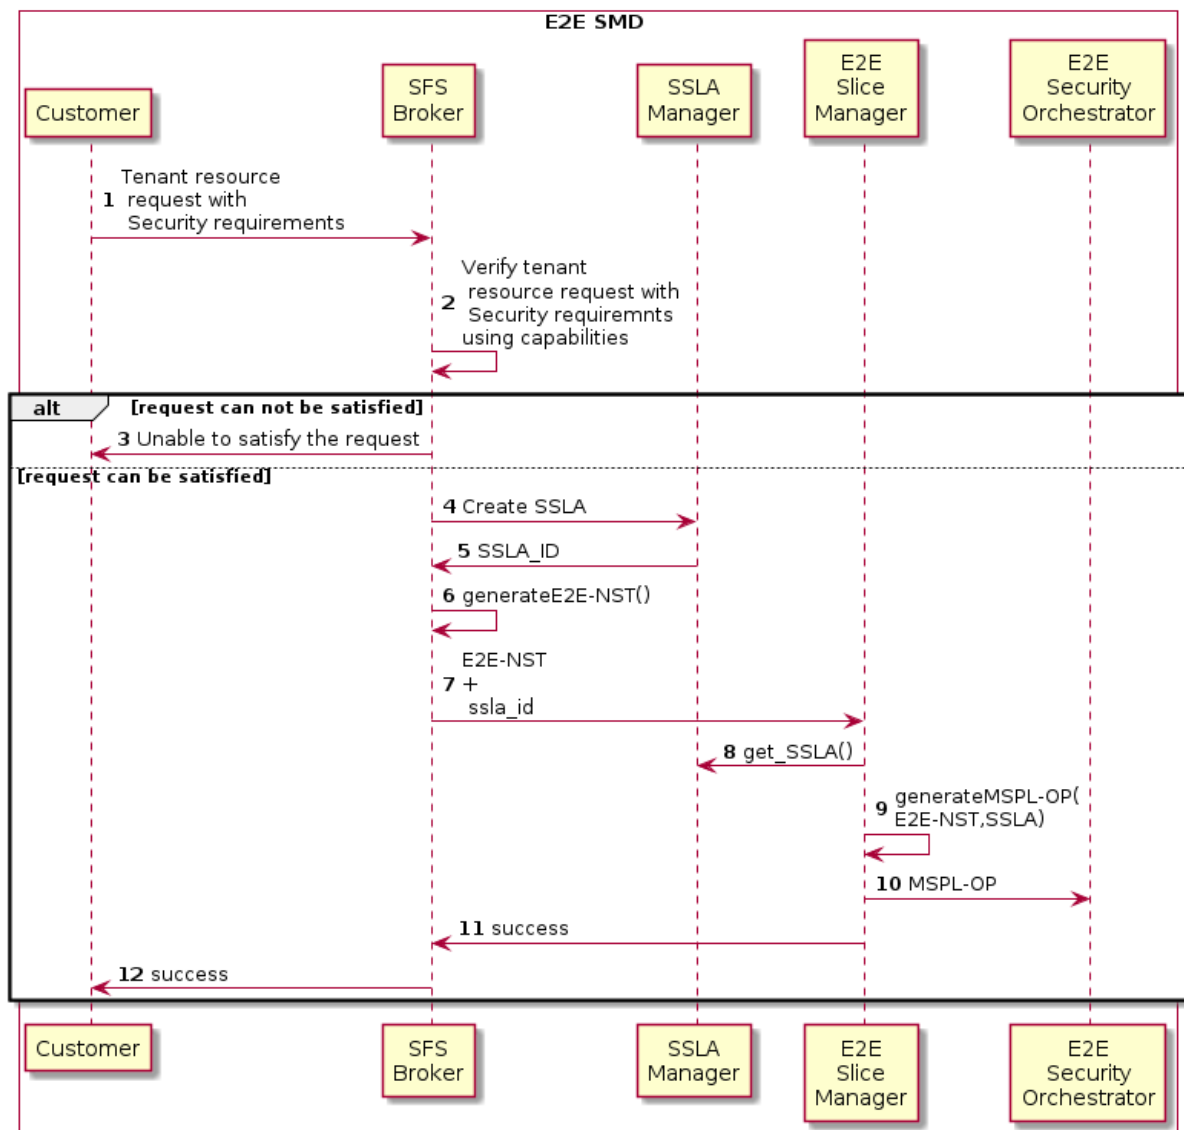 E2E SMD
Customer
SFS
Broker
SSLA
Manager
E2E
Slice
Manager
E2E
Security
Orchestrator
1 Tenant resource
request with
Security requirements
2 Verify tenant
resource request with
Security requiremnts
using capabilities
alt [request can not be satisfied]
3 Unable to satisfy the request
[request can be satisfied]
4 Create SSLA
5 SSLA_ID
6 generateE2E-NST()
E2E-NST
7 +
ssla_id
8 get_SSLA()
9 generateMSPL-OP(
E2E-NST,SSLA)
10 MSPL-OP
11 success
12 success
Customer
SFS
Broker
SSLA
Manager
E2E
Slice
Manager
E2E
Security
Orchestrator